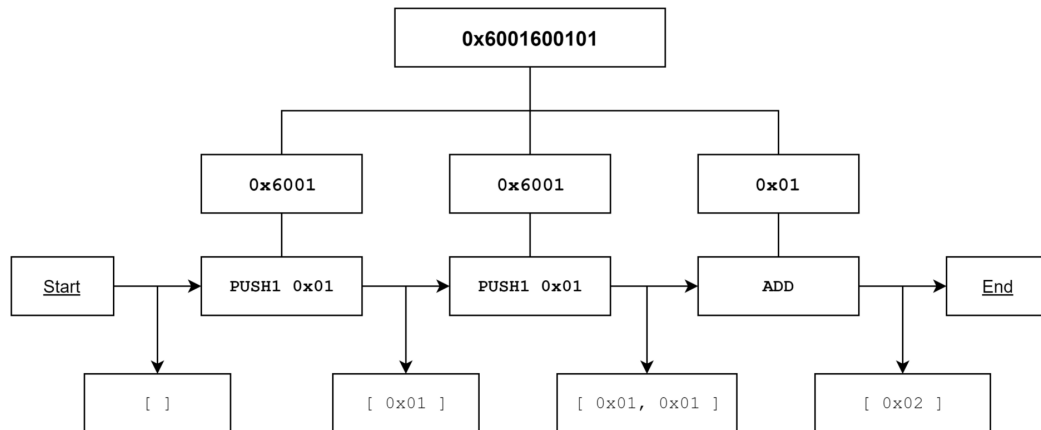 0x6001600101
0x6001
0x6001
0x01
Start
PUSH1 0x01
PUSH1 0x01
ADD
End
[ ]
[ 0x01 ]
[ 0x01, 0x01 ]
[ 0x02 ]